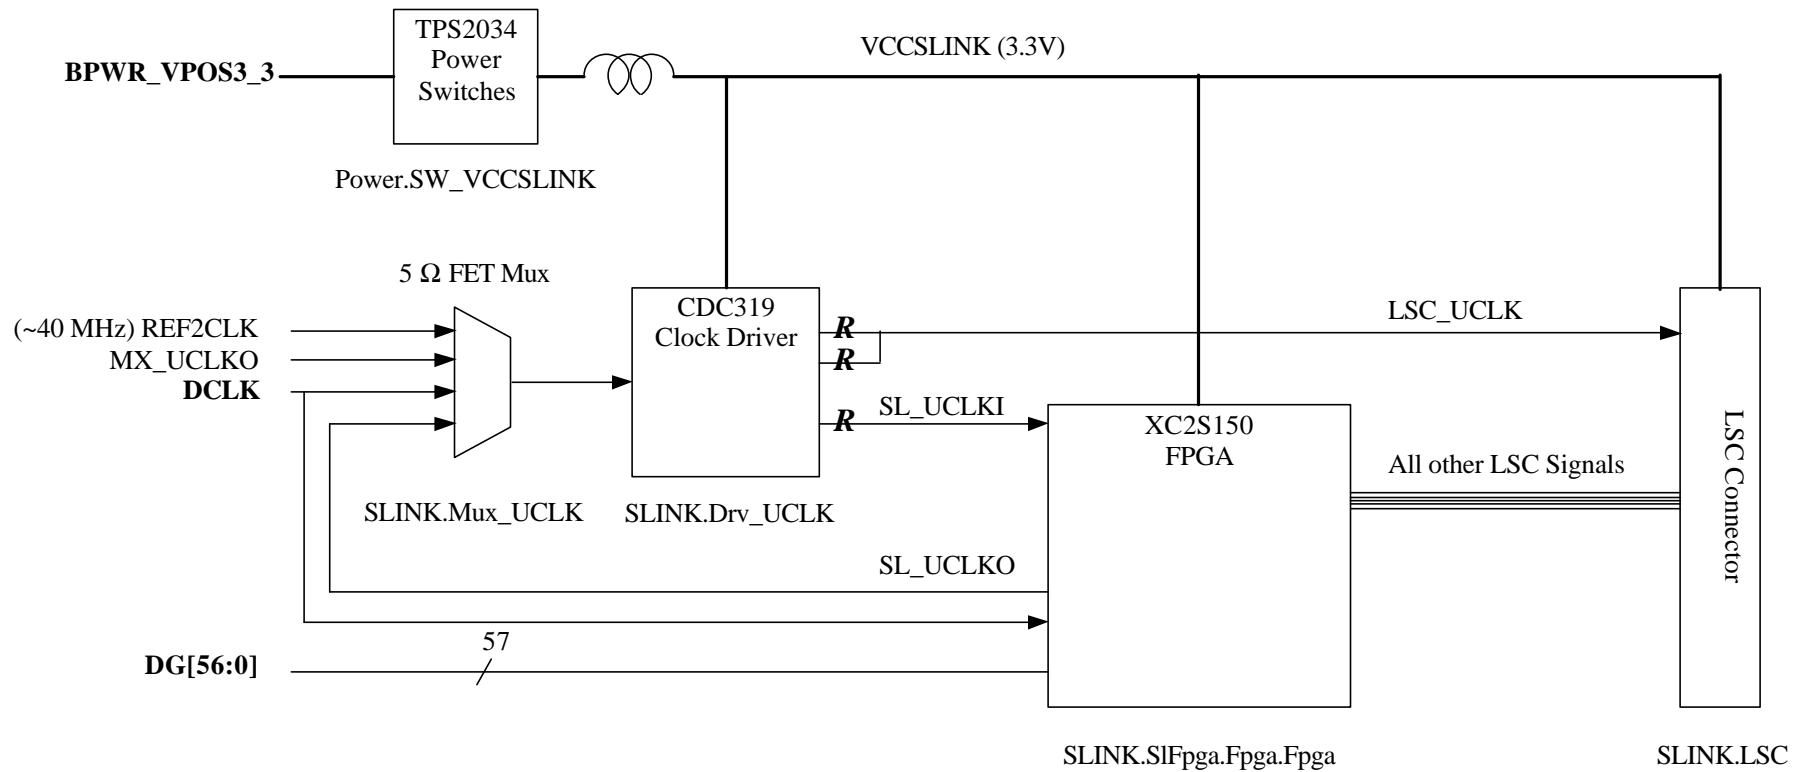 TPS2034
Power
Switches
BPWR_VPOS3_3
VCCSLINK (3.3V)
Power.SW_VCCSLINK
5 Ω FET Mux
(~40 MHz) REF2CLK
MX_UCLKO
DCLK
CDC319
Clock Driver
R
R
R
LSC_UCLK
SL_UCLKI
XC2S150
FPGA
All other LSC Signals
LSC Connector
SLINK.Mux_UCLK
SLINK.Drv_UCLK
SL_UCLKO
57
DG[56:0]
SLINK.SlFpga.Fpga.Fpga
SLINK.LSC